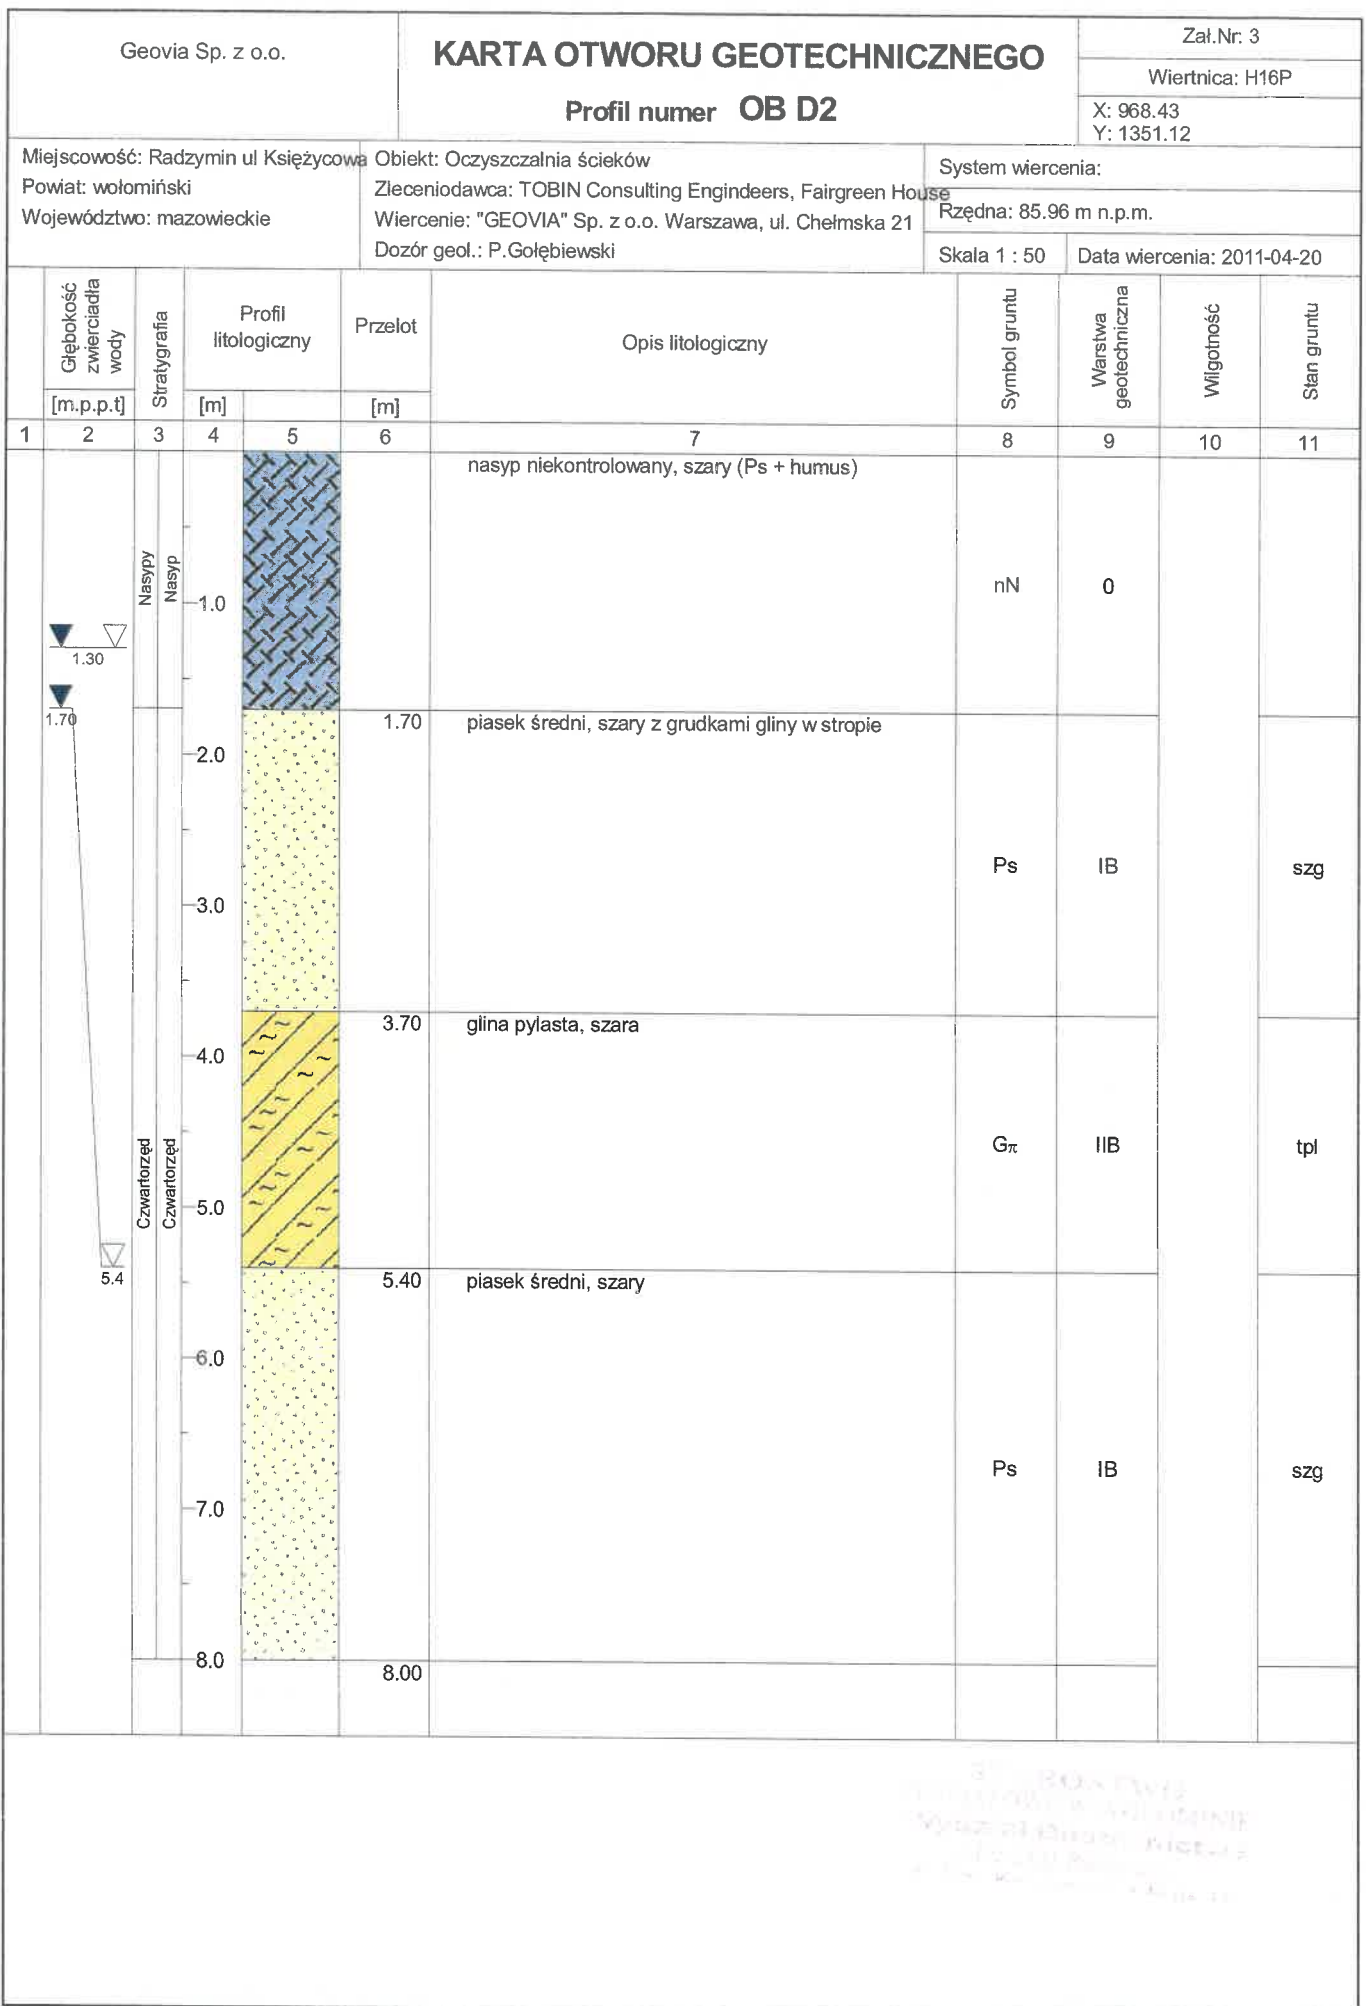 Geovia Sp. z o.o.
KARTA OTWORU GEOTECHNICZNEGO
Profil numer OB D2
Zał.Nr: 3
Wiertnica: H16P
X: 968.43
Y: 1351.12
Miejscowość: Radzymin ul Księżycowa
Powiat: wołomiński
Województwo: mazowieckie
Obiekt: Oczyszczalnia ścieków
Zleceniodawca: TOBIN Consulting Engindeers, Fairgreen House
Wiercenie: "GEOVIA" Sp. z o.o. Warszawa, ul. Chełmska 21
Dozór geol.: P.Gołębiewski
System wiercenia:
Rzędna: 85.96 m n.p.m.
Skala 1 : 50
Data wiercenia: 2011-04-20
Głębokość
zwierciadła
wody
[m.p.p.t]
Stratygrafia
Profil
litologiczny
[m]
Przelot
[m]
Opis litologiczny
Symbol gruntu
Warstwa
geotechniczna
Wilgotność
Stan gruntu
1 2 3 4 5 6 7 8 9 10 11
nasyp niekontrolowany, szary (Ps + humus)
Nasypy
Nasyp
1.0
nN 0
1.30
1.70
1.70 piasek średni, szary z grudkami gliny w stropie
2.0
Ps IB szg
3.0
3.70 glina pylasta, szara
4.0
Czwartorzęd
Czwartorzęd
Gπ IIB tpl
5.0
5.4
5.40 piasek średni, szary
6.0
Ps IB szg
7.0
8.0
8.00